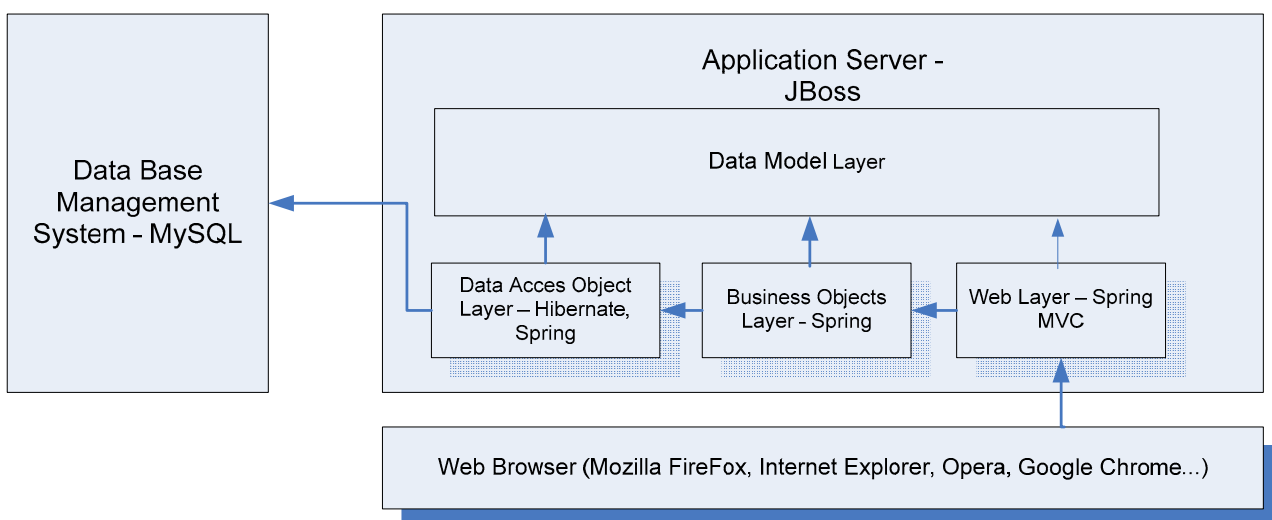 Data Base
Management
System - MySQL
Application Server -
JBoss
Data Model Layer
Data Acces Object
Layer – Hibernate,
Spring
Business Objects
Layer - Spring
Web Layer – Spring
MVC
Web Browser (Mozilla FireFox, Internet Explorer, Opera, Google Chrome...)